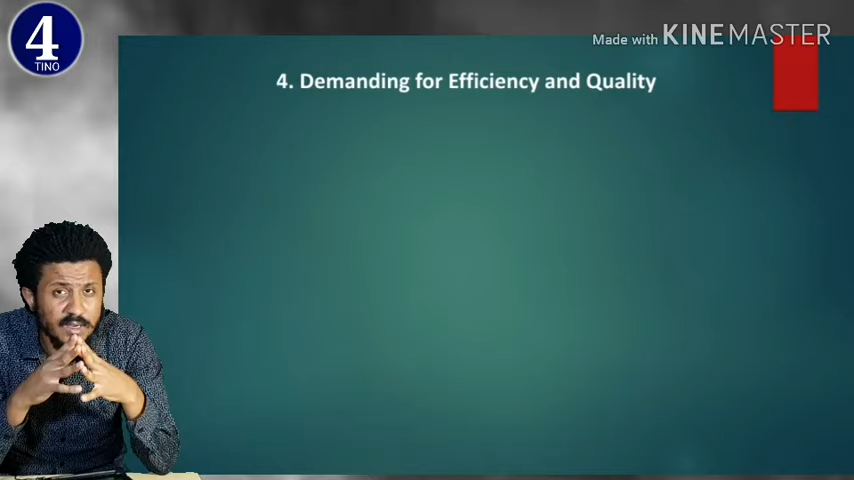 4
TINO
Made with KINEMASTER
4. Demanding for Efficiency and Quality